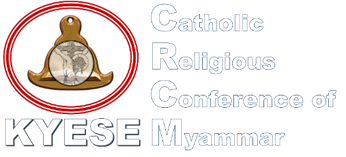 Catholic
Religious
Conference of
Myanmar
KYESE